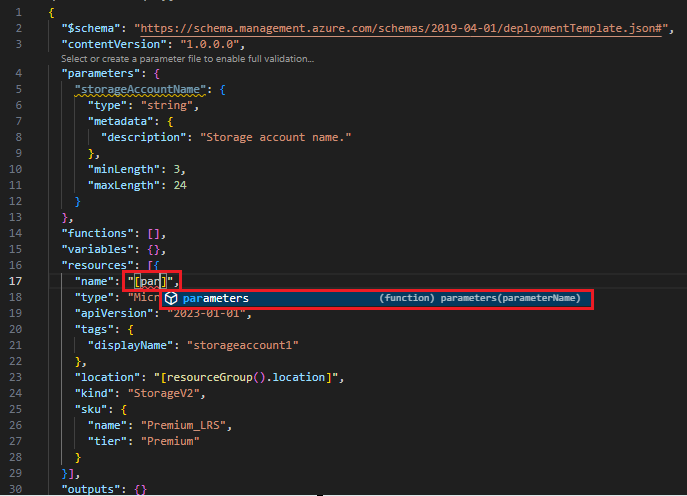 1 {
2 "$schema": "https://schema.management.azure.com/schemas/2019-04-01/deploymentTemplate.json#",
3 "contentVersion": "1.0.0.0",
Select or create a parameter file to enable full validation...
4 "parameters": {
5 "storageAccountName": {
6 "type": "string",
7 "metadata": {
8 "description": "Storage account name."
9 },
10 "minLength": 3,
11 "maxLength": 24
12 }
13 },
14 "functions": [],
15 "variables": {},
16 "resources": [{
17 "name": "[par]",
18 "type": "Micr
parameters (function) parameters(parameterName)
19 "apiVersion": "2023-01-01",
20 "tags": {
21 "displayName": "storageaccount1"
22 },
23 "location": "[resourceGroup().location]",
24 "kind": "StorageV2",
25 "sku": {
26 "name": "Premium_LRS",
27 "tier": "Premium"
28 }
29 }],
30 "outputs": {}